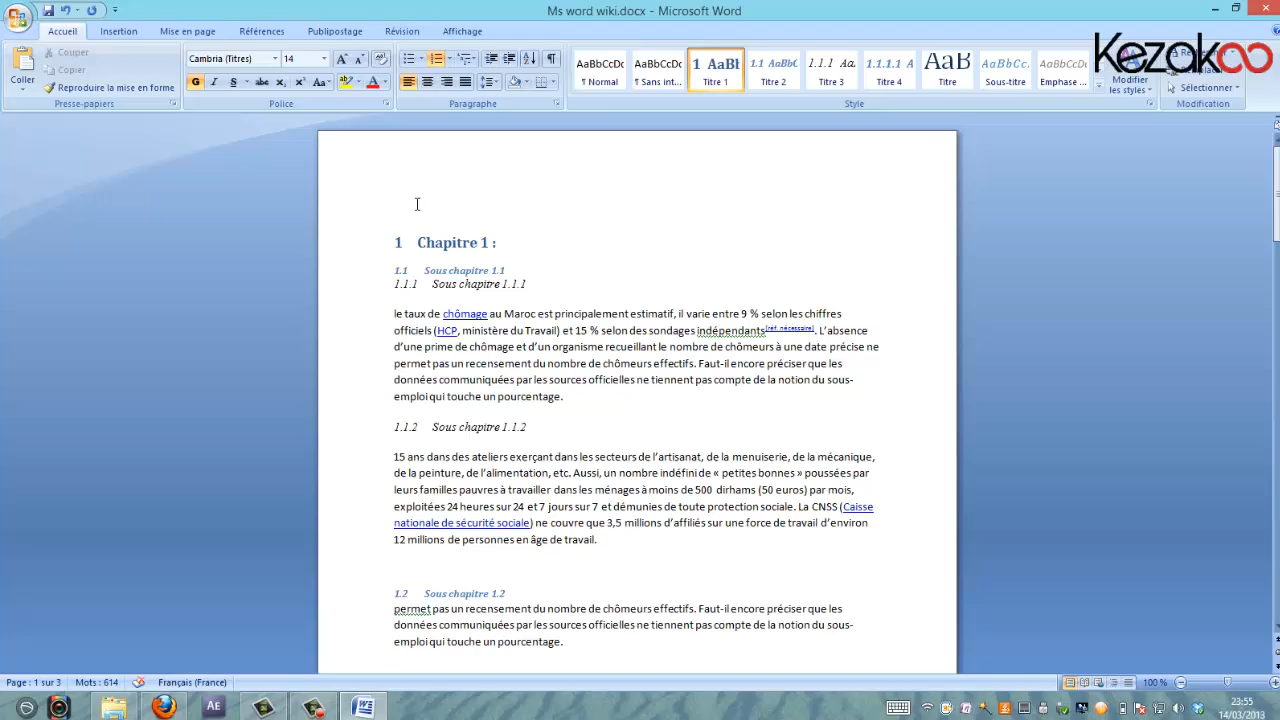 Ms word wiki.docx - Microsoft Word
Accueil Insertion Mise en page Références Publipostage Révision Affichage
Coller
Couper
Copier
Reproduire la mise en forme
Presse-papiers
Cambria (Titres) 14
G I S abe x₂ x² Aa
Police
Paragraphe
AaBbCcDc
¶ Normal
AaBbCcDc
¶ Sans int...
1 AaBb
Titre 1
1.1 AaBbC
Titre 2
1.1.1 Aa.
Titre 3
1.1.1.1 A
Titre 4
AaB
Titre
AaBbCc.
Sous-titre
AaBbCcDc
Emphase ...
Modifier
les styles
Style
Sélectionner
Modification
Kezakoo
1 Chapitre 1 :
1.1 Sous chapitre 1.1
1.1.1 Sous chapitre 1.1.1
le taux de chômage au Maroc est principalement estimatif, il varie entre 9 % selon les chiffres
officiels (HCP, ministère du Travail) et 15 % selon des sondages indépendants[réf. nécessaire]. L’absence
d’une prime de chômage et d’un organisme recueillant le nombre de chômeurs à une date précise ne
permet pas un recensement du nombre de chômeurs effectifs. Faut-il encore préciser que les
données communiquées par les sources officielles ne tiennent pas compte de la notion du sous-
emploi qui touche un pourcentage.
1.1.2 Sous chapitre 1.1.2
15 ans dans des ateliers exerçant dans les secteurs de l’artisanat, de la menuiserie, de la mécanique,
de la peinture, de l’alimentation, etc. Aussi, un nombre indéfini de « petites bonnes » poussées par
leurs familles pauvres à travailler dans les ménages à moins de 500 dirhams (50 euros) par mois,
exploitées 24 heures sur 24 et 7 jours sur 7 et démunies de toute protection sociale. La CNSS (Caisse
nationale de sécurité sociale) ne couvre que 3,5 millions d’affiliés sur une force de travail d’environ
12 millions de personnes en âge de travail.
1.2 Sous chapitre 1.2
permet pas un recensement du nombre de chômeurs effectifs. Faut-il encore préciser que les
données communiquées par les sources officielles ne tiennent pas compte de la notion du sous-
emploi qui touche un pourcentage.
Page : 1 sur 3 Mots : 614 Français (France) 100 %
AE
23:55
14/03/2013